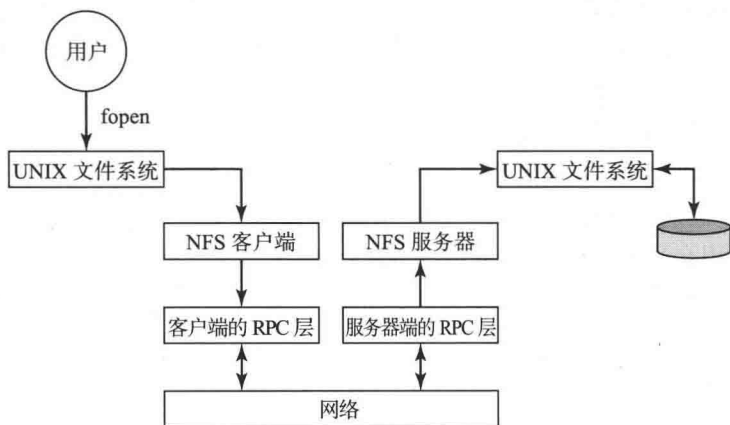 用户
fopen
UNIX 文件系统
UNIX 文件系统
NFS 客户端
NFS 服务器
客户端的 RPC 层
服务器端的 RPC 层
网络